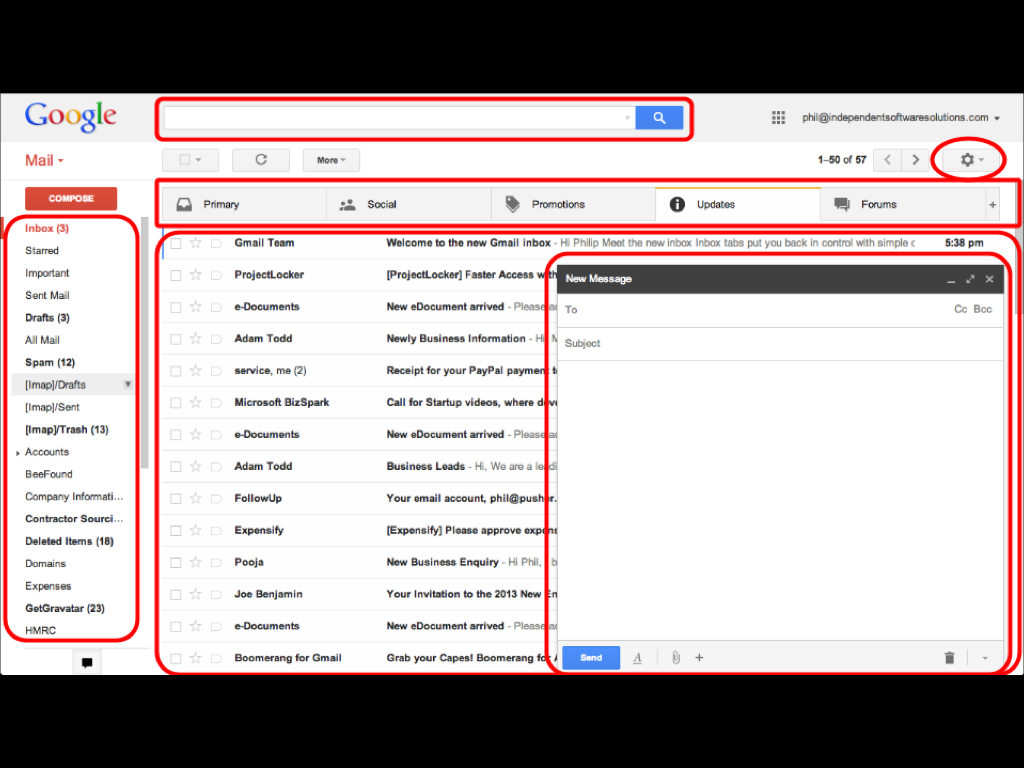 Google
phil@independentsoftwaresolutions.com
Mail
More
1–50 of 57
COMPOSE
Primary
Social
Promotions
Updates
Forums
+
Inbox (3)
Starred
Important
Sent Mail
Drafts (3)
All Mail
Spam (12)
[Imap]/Drafts
[Imap]/Sent
[Imap]/Trash (13)
Accounts
BeeFound
Company Informati...
Contractor Sourci...
Deleted Items (18)
Domains
Expenses
GetGravatar (23)
HMRC
Gmail Team Welcome to the new Gmail inbox - Hi Philip Meet the new inbox Inbox tabs put you back in control with simple 5:38 pm
ProjectLocker [ProjectLocker] Faster Access with
e-Documents New eDocument arrived - Please
Adam Todd Newly Business Information - Hi,
service, me (2) Receipt for your PayPal payment
Microsoft BizSpark Call for Startup videos, where
e-Documents New eDocument arrived - Please
Adam Todd Business Leads - Hi, We are a
FollowUp Your email account, phil@pusher.
Expensify [Expensify] Please approve
Pooja New Business Enquiry - Hi Phil,
Joe Benjamin Your Invitation to the 2013 New
e-Documents New eDocument arrived - Please
Boomerang for Gmail Grab your Capes! Boomerang
New Message
To Cc Bcc
Subject
Send A +